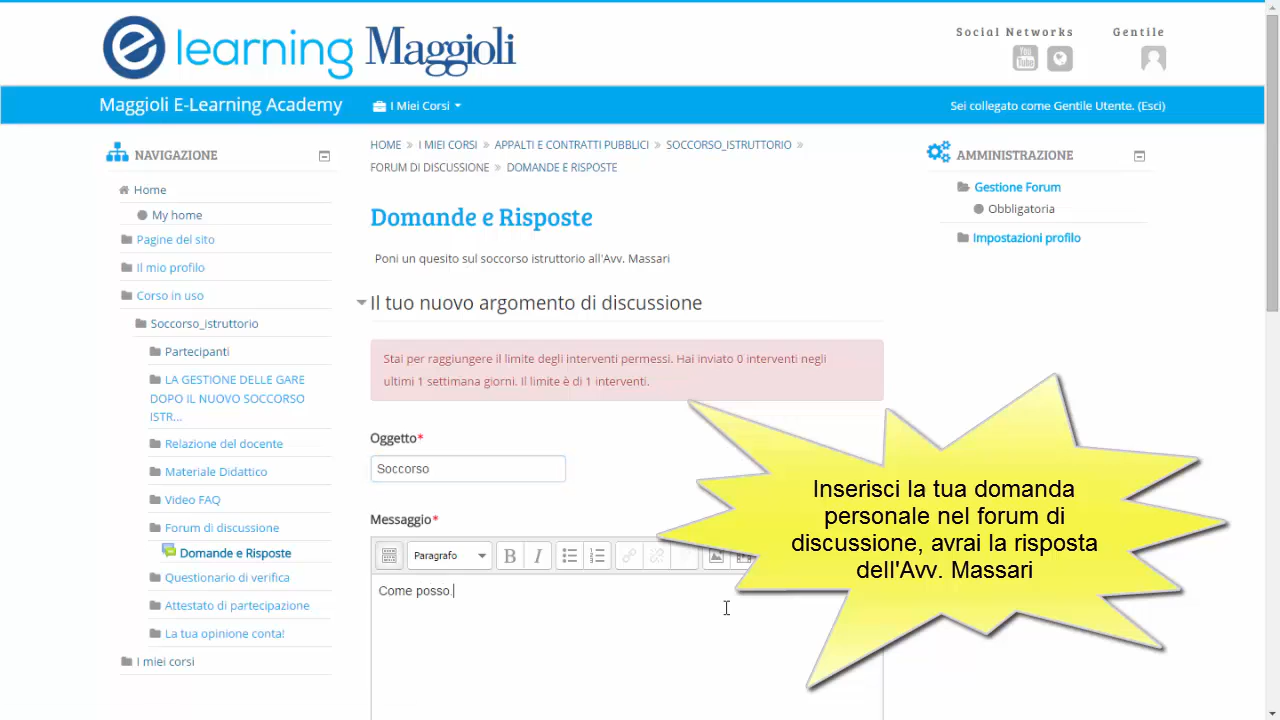 e learning Maggioli
Social Networks
Gentile
You Tube
Maggioli E-Learning Academy
I Miei Corsi
Sei collegato come Gentile Utente. (Esci)
NAVIGAZIONE
Home
My home
Pagine del sito
Il mio profilo
Corso in uso
Soccorso_istruttorio
Partecipanti
LA GESTIONE DELLE GARE
DOPO IL NUOVO SOCCORSO
ISTR...
Relazione del docente
Materiale Didattico
Video FAQ
Forum di discussione
Domande e Risposte
Questionario di verifica
Attestato di partecipazione
La tua opinione conta!
I miei corsi
HOME » I MIEI CORSI » APPALTI E CONTRATTI PUBBLICI » SOCCORSO_ISTRUTTORIO »
FORUM DI DISCUSSIONE » DOMANDE E RISPOSTE
Domande e Risposte
Poni un quesito sul soccorso istruttorio all'Avv. Massari
Il tuo nuovo argomento di discussione
Stai per raggiungere il limite degli interventi permessi. Hai inviato 0 interventi negli
ultimi 1 settimana giorni. Il limite è di 1 interventi.
Oggetto*
Soccorso
Messaggio*
Paragrafo B I
Come posso.
AMMINISTRAZIONE
Gestione Forum
Obbligatoria
Impostazioni profilo
Inserisci la tua domanda
personale nel forum di
discussione, avrai la risposta
dell'Avv. Massari